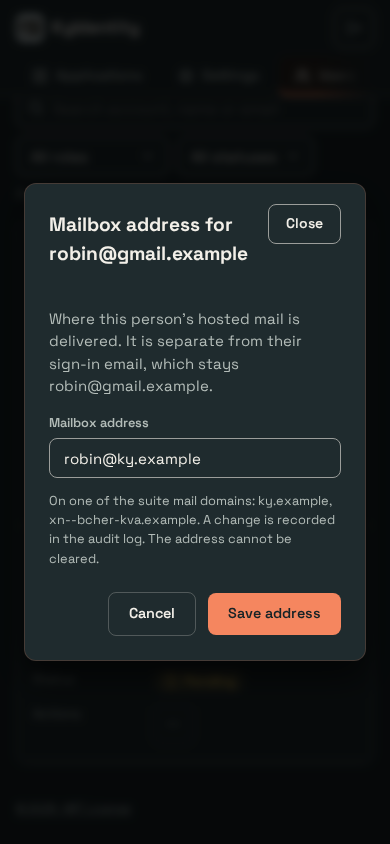 Mailbox address for
robin@gmail.example
Close
Where this person's hosted mail is
delivered. It is separate from their
sign-in email, which stays
robin@gmail.example.
Mailbox address
robin@ky.example
On one of the suite mail domains: ky.example,
xn--bcher-kva.example. A change is recorded
in the audit log. The address cannot be
cleared.
Cancel
Save address